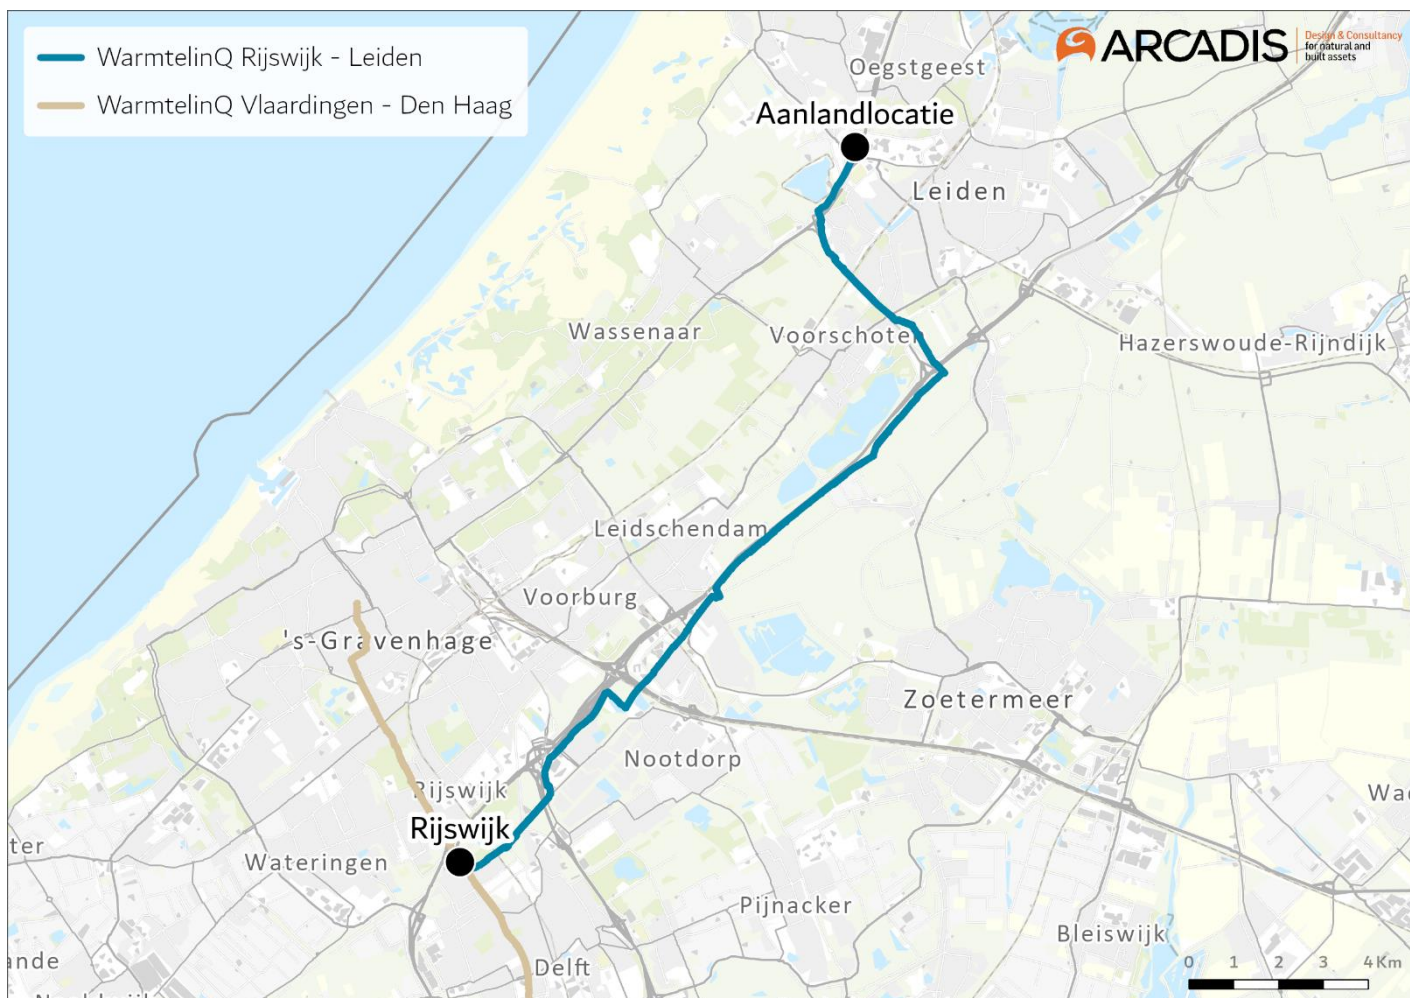 WarmtelinQ Rijswijk - Leiden
WarmtelinQ Vlaardingen - Den Haag
ARCADIS
Design & Consultancy
for natural and
built assets
Oegstgeest
Aanlandlocatie
Leiden
Wassenaar
Voorschoten
Hazerswoude-Rijndijk
Leidschendam
Voorburg
's-Gravenhage
Zoetermeer
Nootdorp
Rijswijk
Rijswijk
Wateringen
Pijnacker
Bleiswijk
Delft
0 1 2 3 4 Km